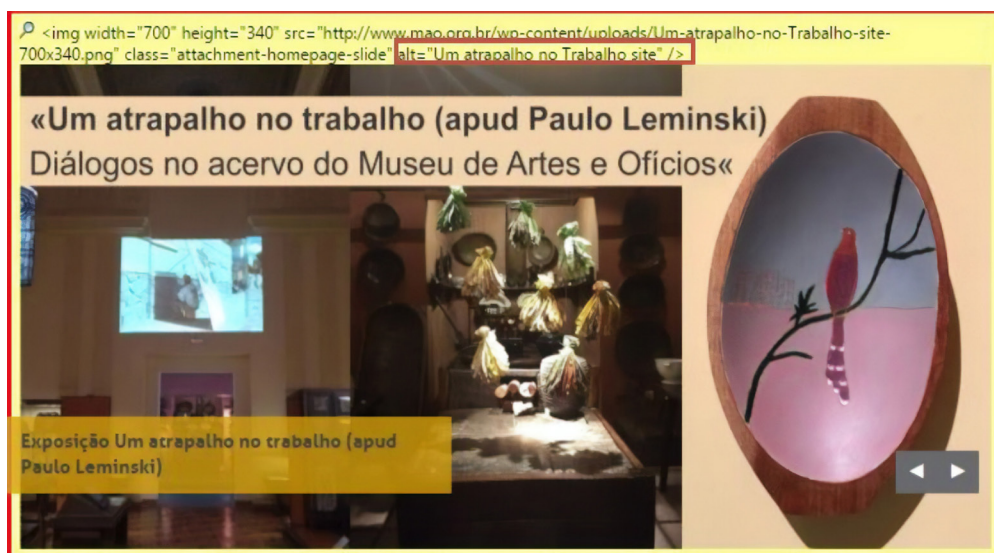 <img width="700" height="340" src="http://www.mao.org.br/wp-content/uploads/Um-atrapalho-no-Trabalho-site-
700x340.png" class="attachment-homepage-slide" alt="Um atrapalho no Trabalho site" />
«Um atrapalho no trabalho (apud Paulo Leminski)
Diálogos no acervo do Museu de Artes e Ofícios«
Exposição Um atrapalho no trabalho (apud
Paulo Leminski)